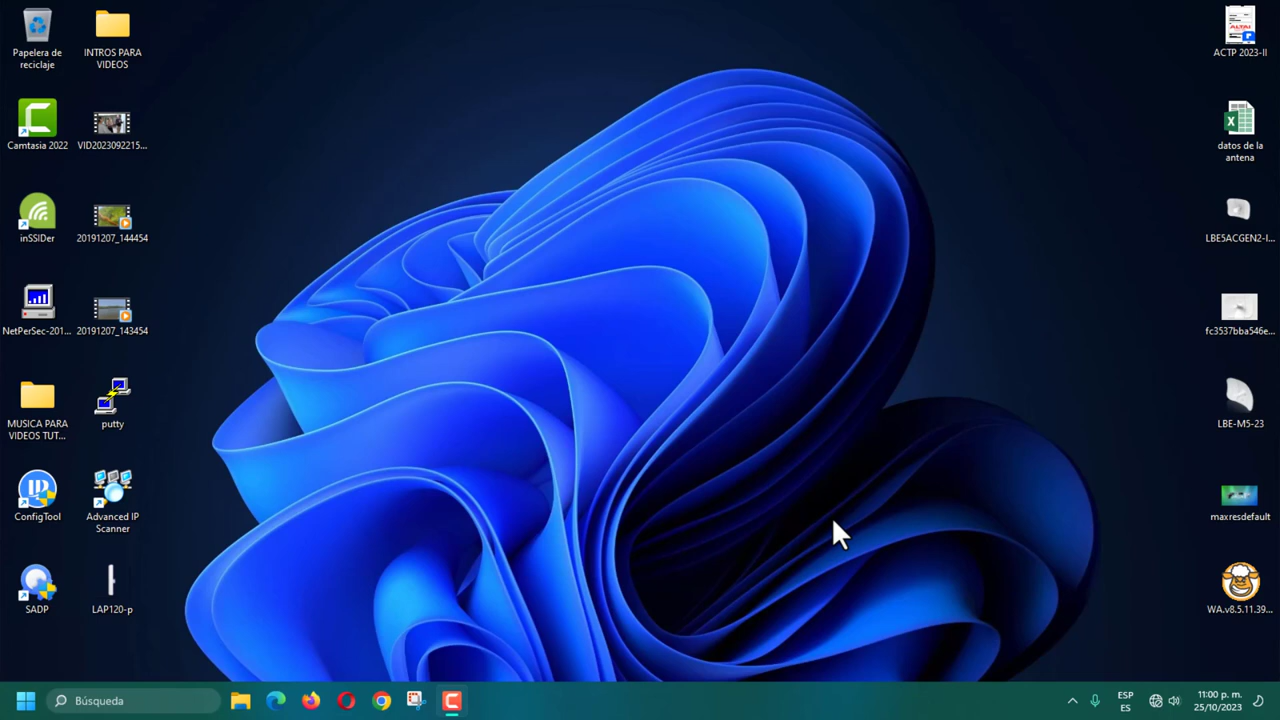 Papelera de
reciclaje
INTROS PARA
VIDEOS
Camtasia 2022
VID2023092215...
inSSIDer
20191207_144454
NetPerSec-201...
20191207_143454
MUSICA PARA
VIDEOS TUT...
putty
ConfigTool
Advanced IP
Scanner
SADP
LAP120-p
ACTP 2023-II
datos de la
antena
LBE5ACGEN2-I...
fc3537bba546e...
LBE-M5-23
maxresdefault
WA.v8.5.11.39...
Búsqueda
ESP
ES
11:00 p. m.
25/10/2023